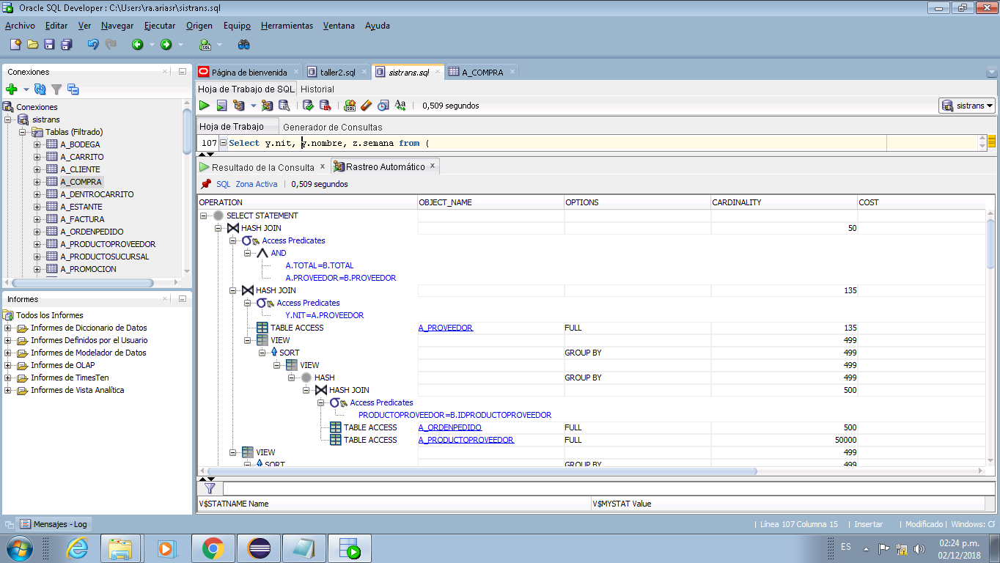 Oracle SQL Developer : C:\Users\ra.ariasr\sistrans.sql
Archivo Editar Ver Navegar Ejecutar Origen Equipo Herramientas Ventana Ayuda
Conexiones
Conexiones
sistrans
Tablas (Filtrado)
A_BODEGA
A_CARRITO
A_CLIENTE
A_COMPRA
A_DENTROCARRITO
A_ESTANTE
A_FACTURA
A_ORDENPEDIDO
A_PRODUCTOPROVEEDOR
A_PRODUCTOSUCURSAL
A_PROMOCION
Informes
Todos los Informes
Informes de Diccionario de Datos
Informes Definidos por el Usuario
Informes de Modelador de Datos
Informes de OLAP
Informes de TimesTen
Informes de Vista Analítica
Página de bienvenida taller2.sql sistrans.sql A_COMPRA
Hoja de Trabajo de SQL Historial
0,509 segundos sistrans
Hoja de Trabajo Generador de Consultas
107 Select y.nit, y.nombre, z.semana from (
Resultado de la Consulta Rastreo Automático
SQL Zona Activa | 0,509 segundos
OPERATION OBJECT_NAME OPTIONS CARDINALITY COST
SELECT STATEMENT
HASH JOIN 50
Access Predicates
AND
A.TOTAL=B.TOTAL
A.PROVEEDOR=B.PROVEEDOR
HASH JOIN 135
Access Predicates
Y.NIT=A.PROVEEDOR
TABLE ACCESS A_PROVEEDOR FULL 135
VIEW 499
SORT GROUP BY 499
VIEW 499
HASH GROUP BY 499
HASH JOIN 500
Access Predicates
PRODUCTOPROVEEDOR=B.IDPRODUCTOPROVEEDOR
TABLE ACCESS A_ORDENPEDIDO FULL 500
TABLE ACCESS A_PRODUCTOPROVEEDOR FULL 50000
VIEW 499
SORT GROUP BY 499
V$STATNAME Name V$MYSTAT Value
Mensajes - Log
| Línea 107 Columna 15 | Insertar | Modificado | Windows: CF
ES 02:24 p.m.
02/12/2018